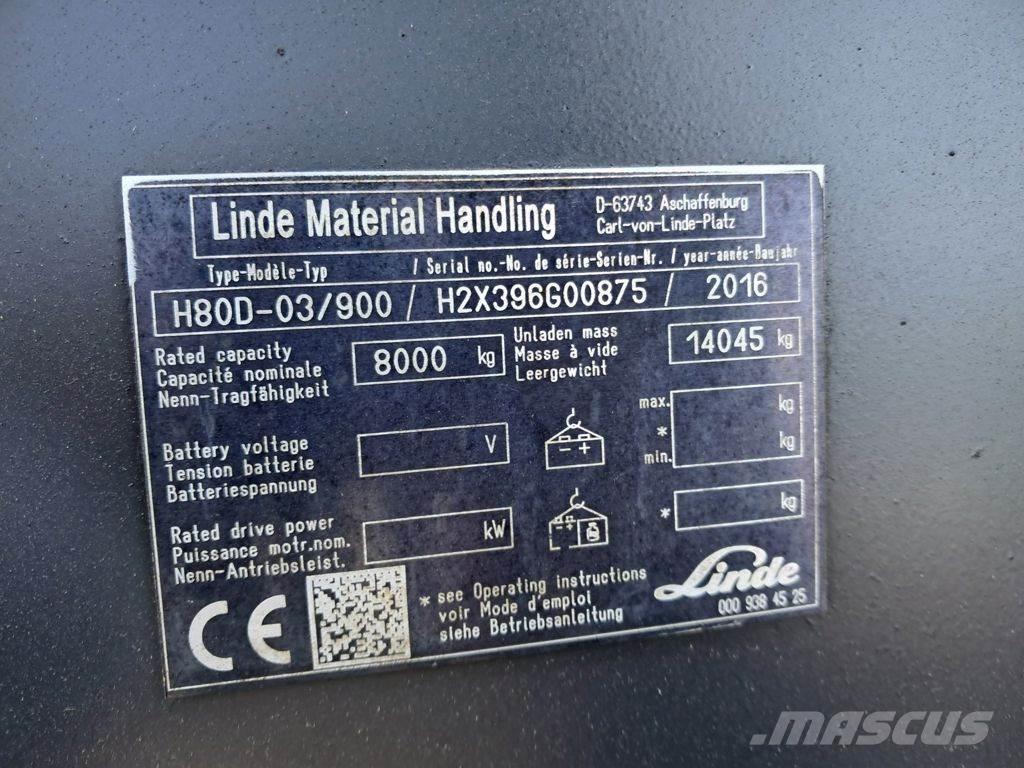 Linde Material Handling
D-63743 Aschaffenburg
Carl-von-Linde-Platz
Type-Modèle-Typ / Serial no.-No. de série-Serien-Nr. / year-année-Baujahr
H80D-03/900 / H2X396G00875 / 2016
Rated capacity
Capacité nominale
Nenn-Tragfähigkeit
8000 kg
Unladen mass
Masse à vide
Leergewicht
14045 kg
Battery voltage
Tension batterie
Batteriespannung
V
- +
max. kg
* kg
min.
Rated drive power
Puissance motr.nom.
Nenn-Antriebsleist.
kW
* kg
CE
* see Operating instructions
voir Mode d'emploi
siehe Betriebsanleitung
Linde
000 938 45 25
MASCUS